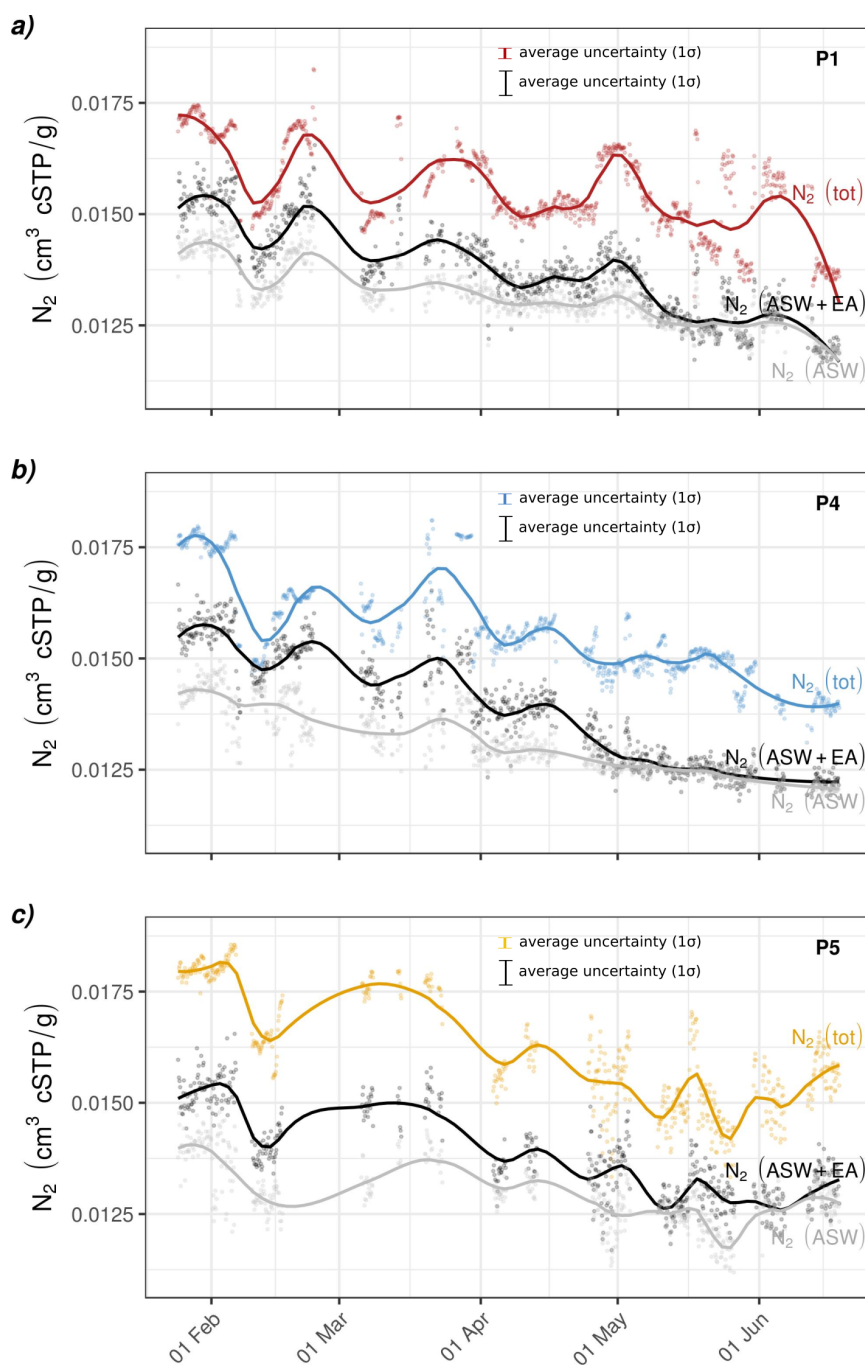 a)
average uncertainty (1σ)
average uncertainty (1σ)
P1
0.0175
0.0150
0.0125
N₂ (cm³ cSTP/g)
N₂ (tot)
N₂ (ASW+EA)
N₂ (ASW)
b)
average uncertainty (1σ)
average uncertainty (1σ)
P4
0.0175
0.0150
0.0125
N₂ (cm³ cSTP/g)
N₂ (tot)
N₂ (ASW+EA)
N₂ (ASW)
c)
average uncertainty (1σ)
average uncertainty (1σ)
P5
0.0175
0.0150
0.0125
N₂ (cm³ cSTP/g)
N₂ (tot)
N₂ (ASW+EA)
N₂ (ASW)
01 Feb
01 Mar
01 Apr
01 May
01 Jun